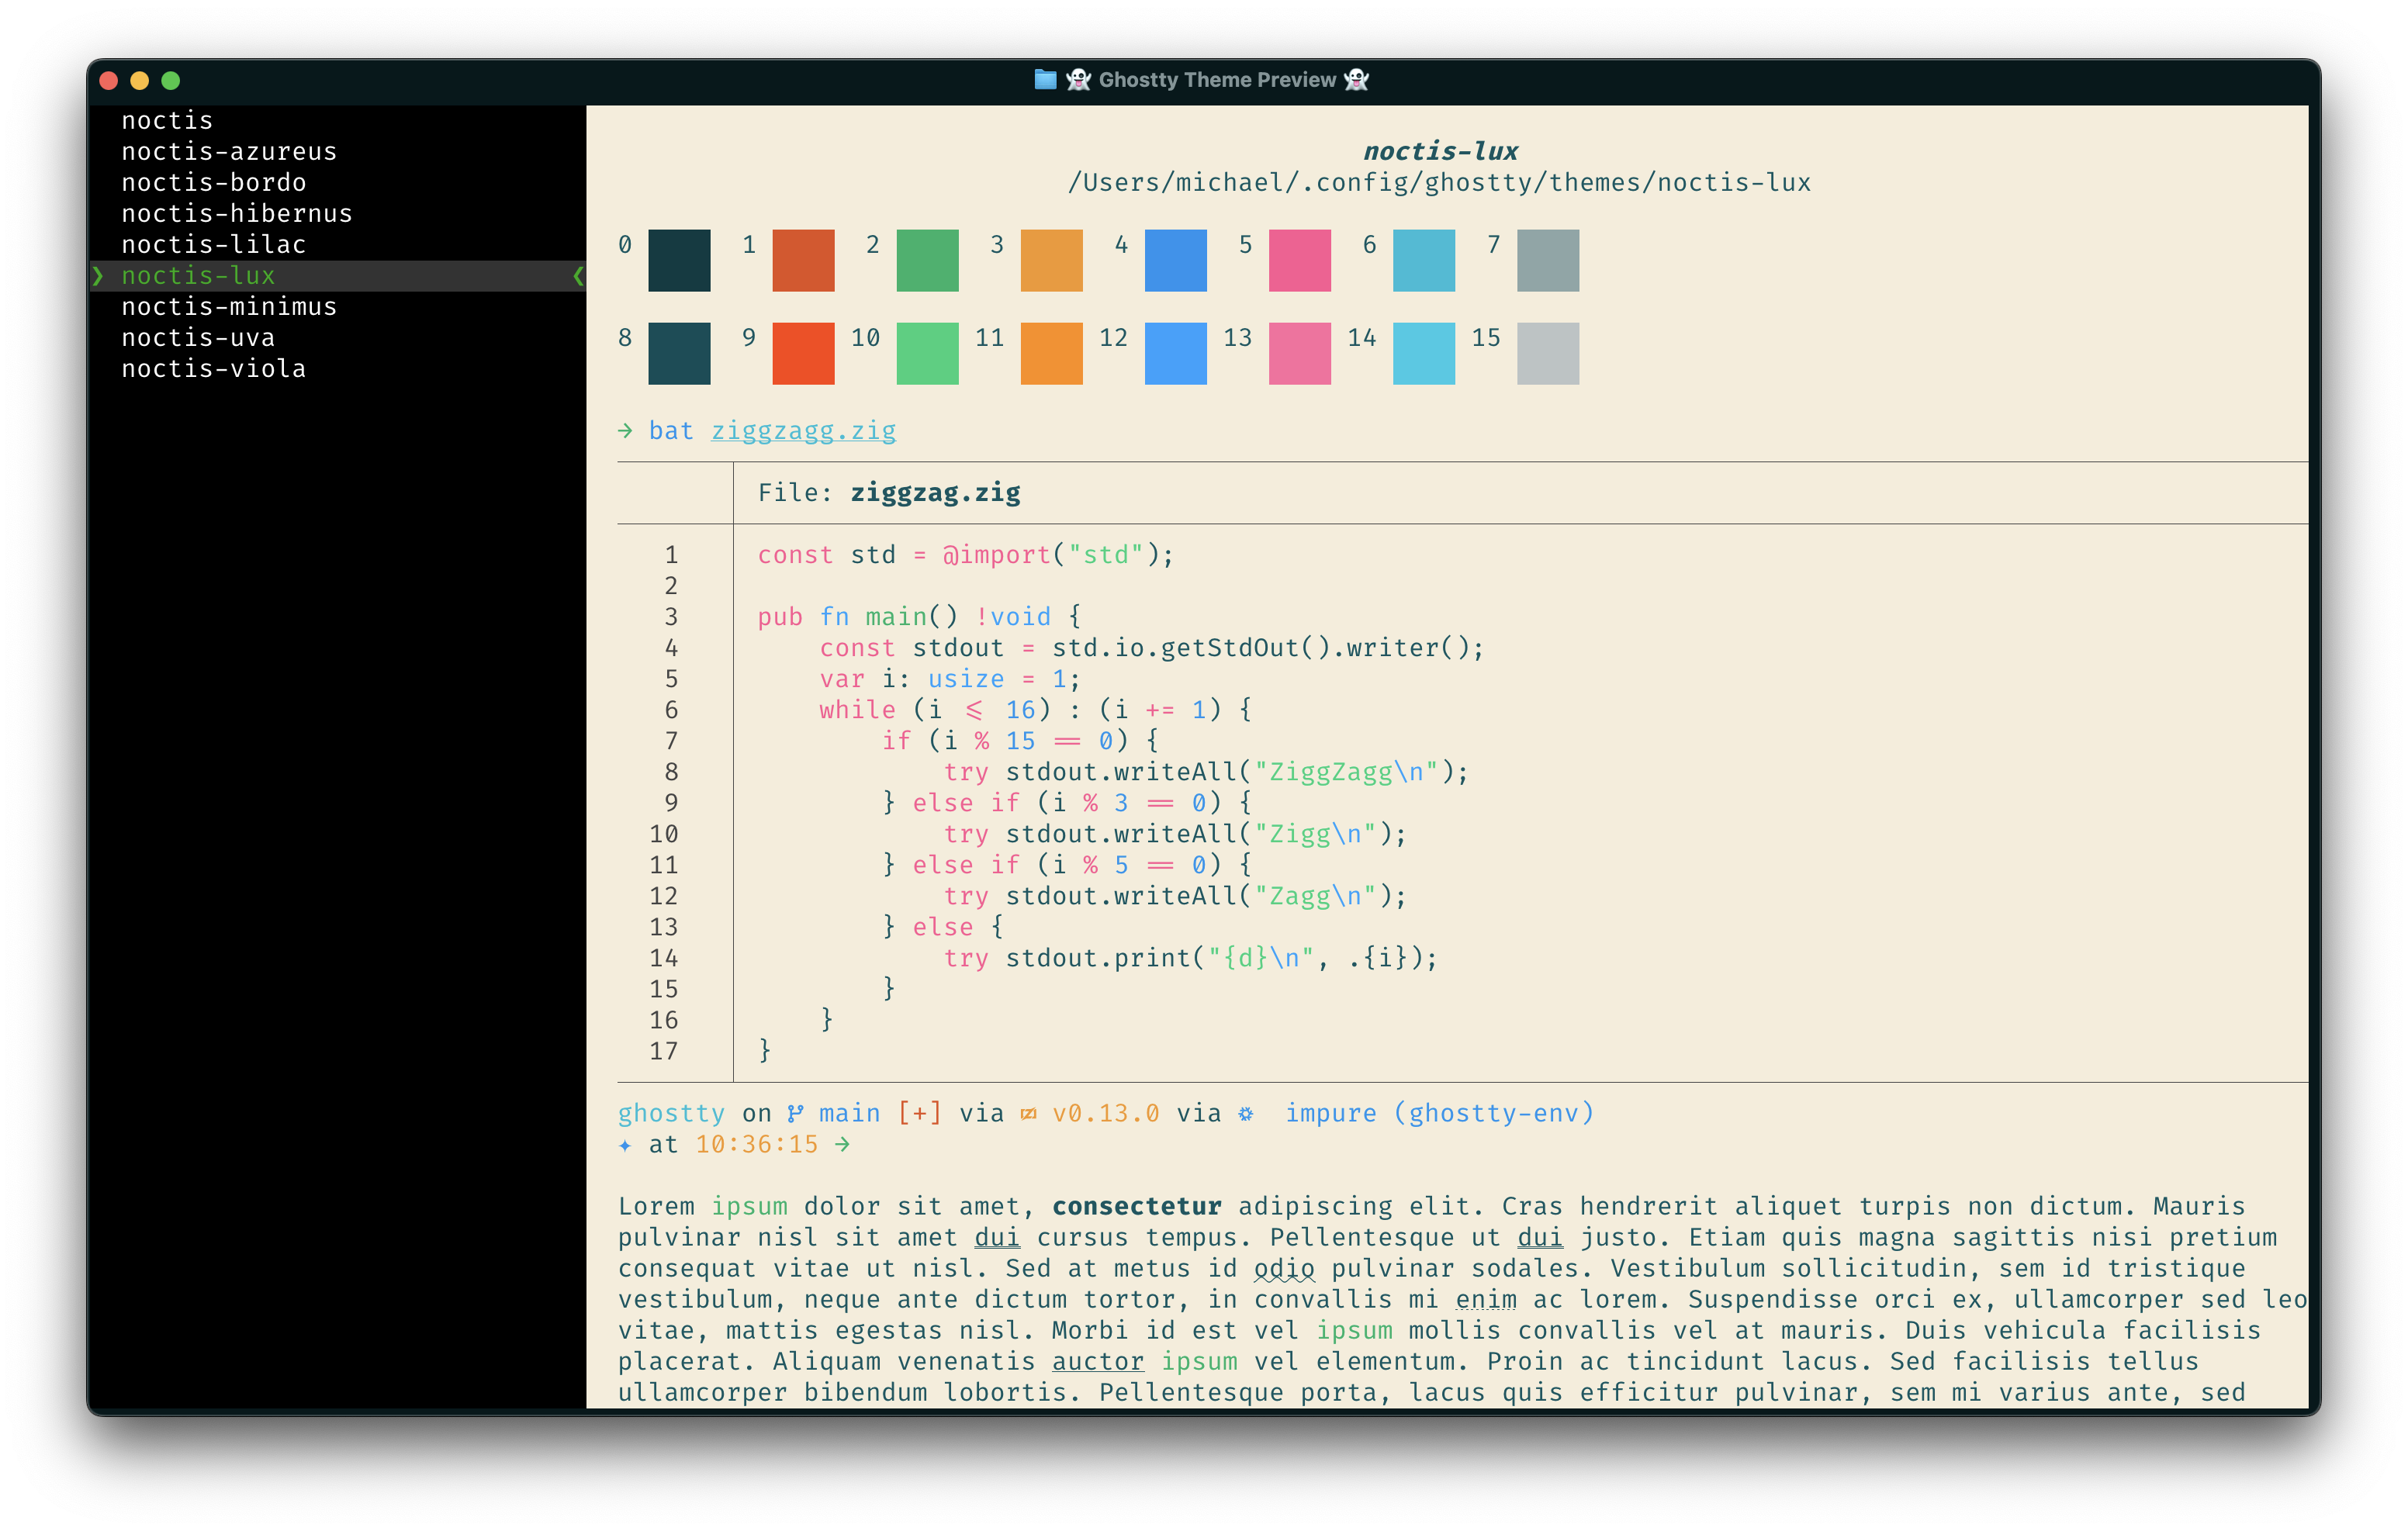 Ghostty Theme Preview
noctis
noctis-azureus
noctis-bordo
noctis-hibernus
noctis-lilac
❯ noctis-lux ❮
noctis-minimus
noctis-uva
noctis-viola
noctis-lux
/Users/michael/.config/ghostty/themes/noctis-lux
0 1 2 3 4 5 6 7
8 9 10 11 12 13 14 15
→ bat ziggzagg.zig
File: ziggzag.zig
1 const std = @import("std");
2
3 pub fn main() !void {
4 const stdout = std.io.getStdOut().writer();
5 var i: usize = 1;
6 while (i <= 16) : (i += 1) {
7 if (i % 15 == 0) {
8 try stdout.writeAll("ZiggZagg\n");
9 } else if (i % 3 == 0) {
10 try stdout.writeAll("Zigg\n");
11 } else if (i % 5 == 0) {
12 try stdout.writeAll("Zagg\n");
13 } else {
14 try stdout.print("{d}\n", .{i});
15 }
16 }
17 }
ghostty on main [+] via v0.13.0 via impure (ghostty-env)
✦ at 10:36:15 →
Lorem ipsum dolor sit amet, consectetur adipiscing elit. Cras hendrerit aliquet turpis non dictum. Mauris
pulvinar nisl sit amet dui cursus tempus. Pellentesque ut dui justo. Etiam quis magna sagittis nisi pretium
consequat vitae ut nisl. Sed at metus id odio pulvinar sodales. Vestibulum sollicitudin, sem id tristique
vestibulum, neque ante dictum tortor, in convallis mi enim ac lorem. Suspendisse orci ex, ullamcorper sed leo
vitae, mattis egestas nisl. Morbi id est vel ipsum mollis convallis vel at mauris. Duis vehicula facilisis
placerat. Aliquam venenatis auctor ipsum vel elementum. Proin ac tincidunt lacus. Sed facilisis tellus
ullamcorper bibendum lobortis. Pellentesque porta, lacus quis efficitur pulvinar, sem mi varius ante, sed